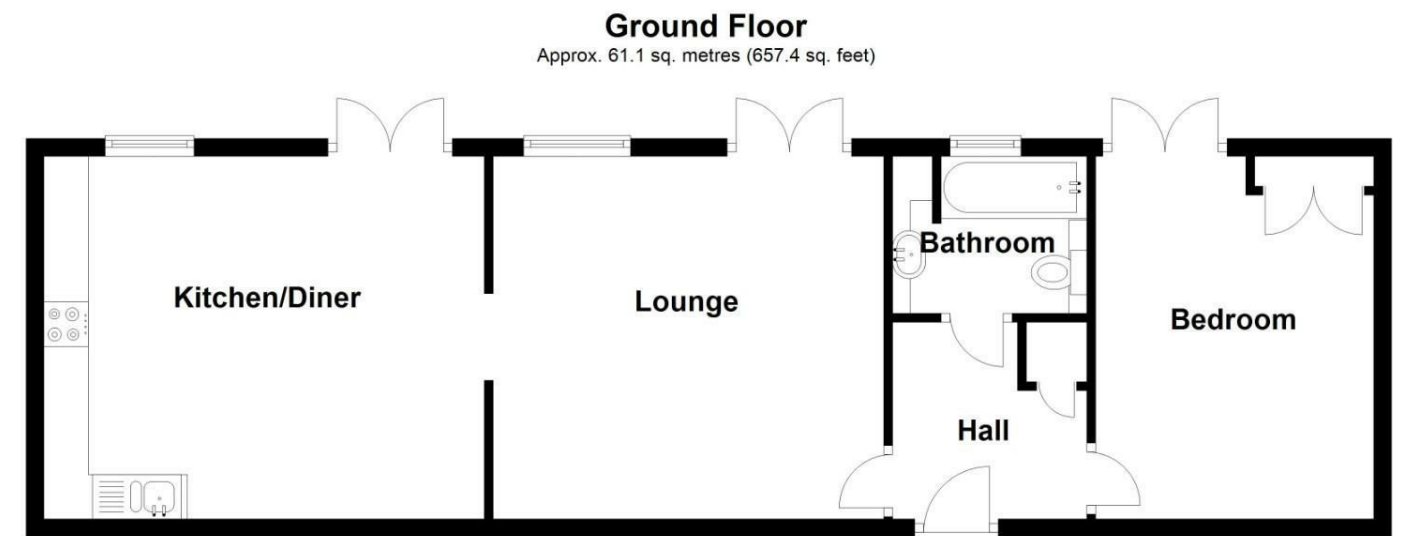 Ground Floor
Approx. 61.1 sq. metres (657.4 sq. feet)
Kitchen/Diner
Lounge
Bathroom
Bedroom
Hall